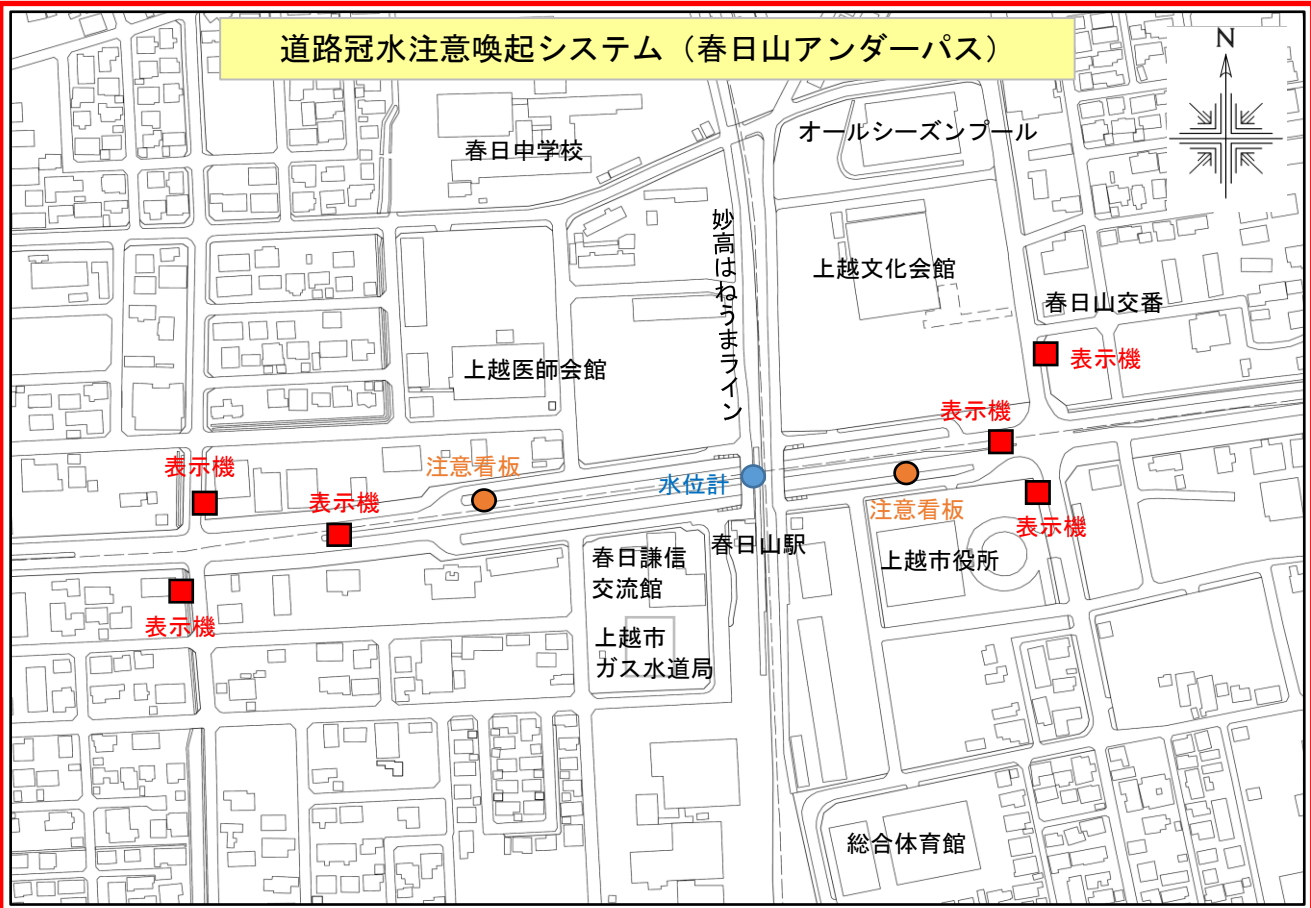 道路冠水注意喚起システム（春日山アンダーパス）
N
オールシーズンプール
春日中学校
妙高はねうまライン
上越文化会館
春日山交番
表示機
上越医師会館
表示機
表示機
注意看板
水位計
表示機
注意看板
表示機
春日山駅
春日謙信
交流館
上越市役所
表示機
上越市
ガス水道局
総合体育館